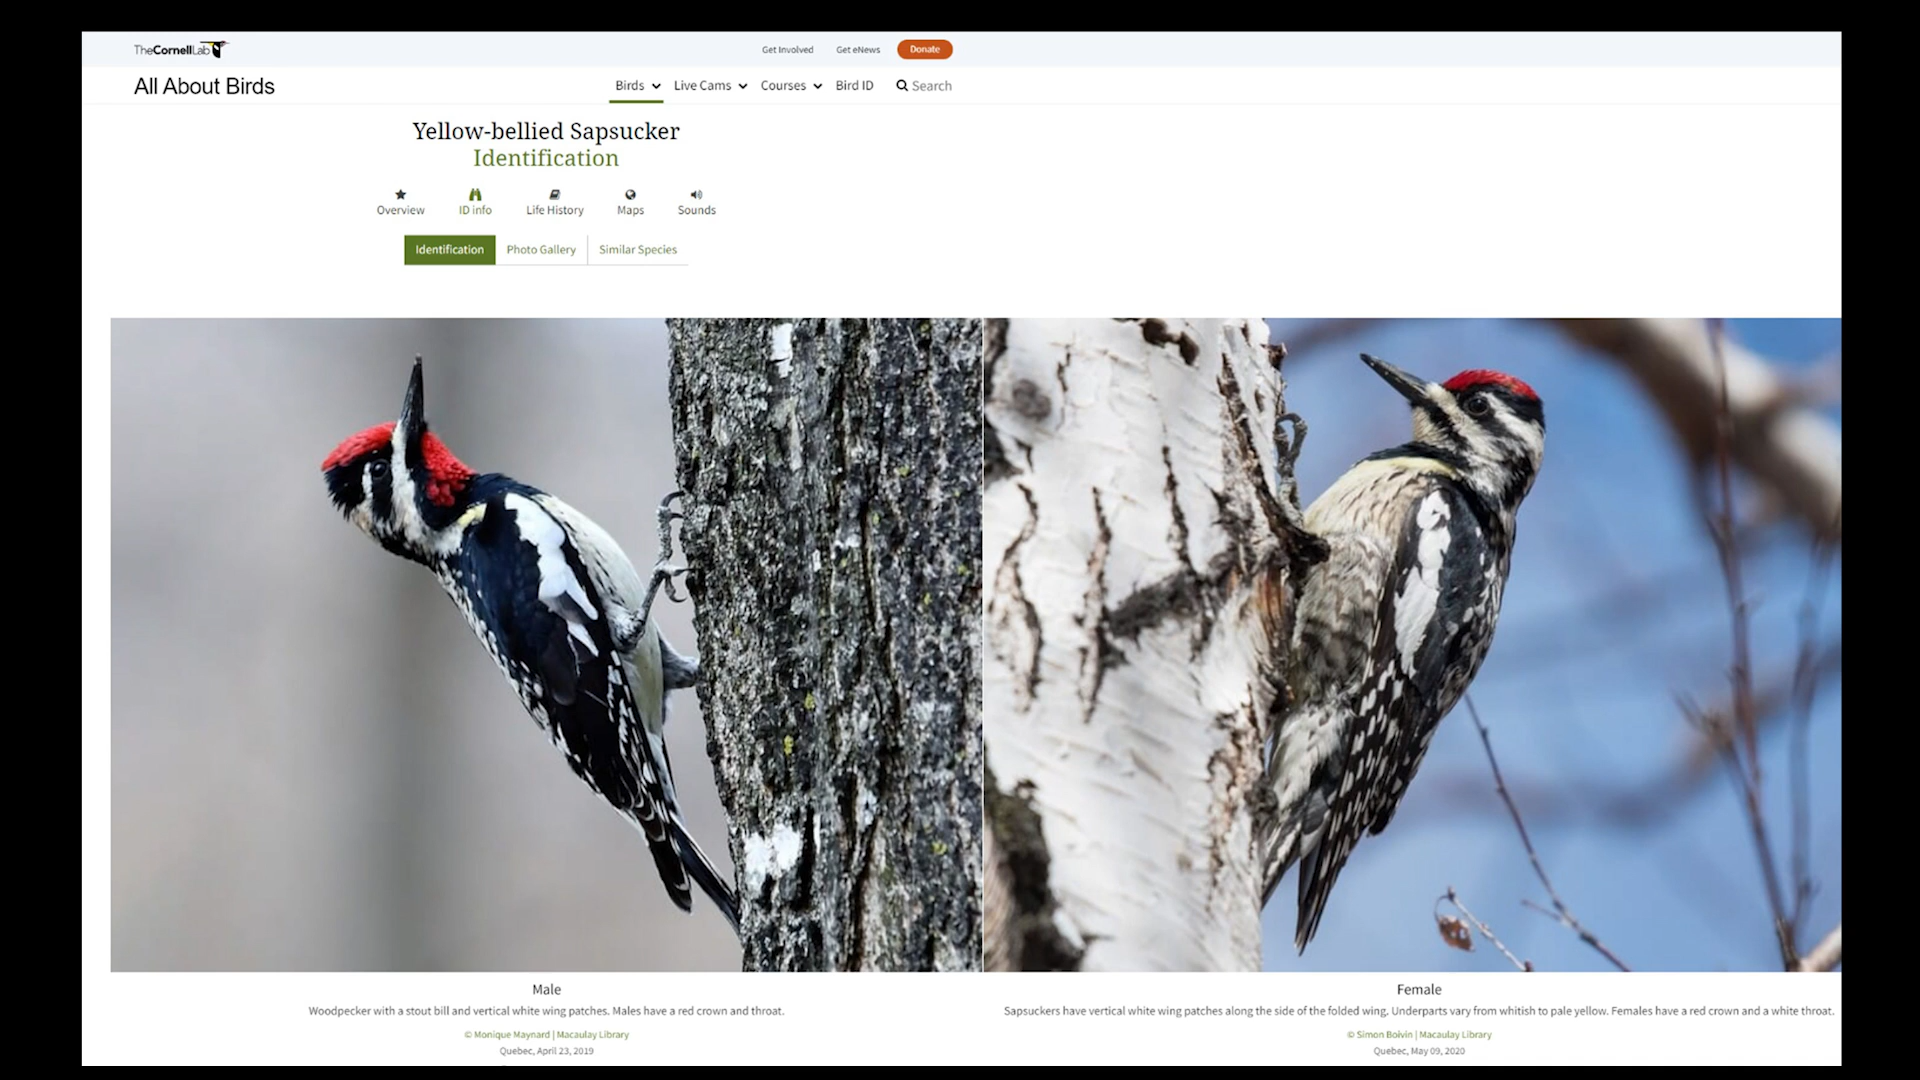 TheCornellLab
Get Involved
Get eNews
Donate
All About Birds
Birds
Live Cams
Courses
Bird ID
Search
Yellow-bellied Sapsucker
Identification
Overview
ID info
Life History
Maps
Sounds
Identification
Photo Gallery
Similar Species
Male
Woodpecker with a stout bill and vertical white wing patches. Males have a red crown and throat.
© Monique Maynard | Macaulay Library
Quebec, April 23, 2019
Female
Sapsuckers have vertical white wing patches along the side of the folded wing. Underparts vary from whitish to pale yellow. Females have a red crown and a white throat.
© Simon Boivin | Macaulay Library
Quebec, May 09, 2020